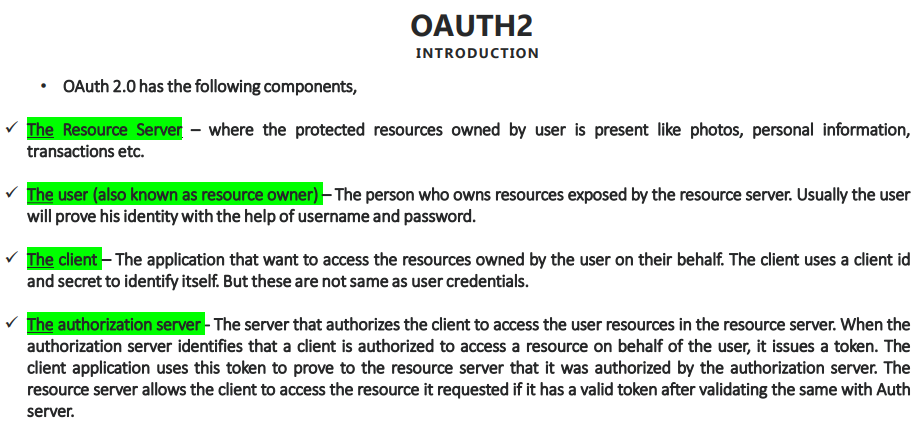 OAUTH2
INTRODUCTION
• OAuth 2.0 has the following components,
✓ The Resource Server – where the protected resources owned by user is present like photos, personal information,
transactions etc.
✓ The user (also known as resource owner) – The person who owns resources exposed by the resource server. Usually the user
will prove his identity with the help of username and password.
✓ The client – The application that want to access the resources owned by the user on their behalf. The client uses a client id
and secret to identify itself. But these are not same as user credentials.
✓ The authorization server - The server that authorizes the client to access the user resources in the resource server. When the
authorization server identifies that a client is authorized to access a resource on behalf of the user, it issues a token. The
client application uses this token to prove to the resource server that it was authorized by the authorization server. The
resource server allows the client to access the resource it requested if it has a valid token after validating the same with Auth
server.